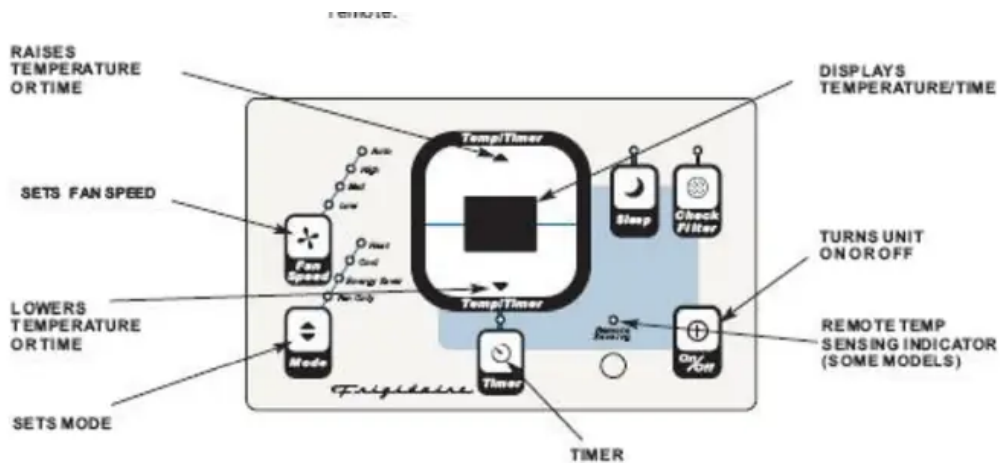 remote.
RAISES
TEMPERATURE
OR TIME
DISPLAYS
TEMPERATURE/TIME
Temp/Timer
Auto
High
Med
Low
SETS FAN SPEED
Fan
Speed
Sleep
Check
Filter
TURNS UNIT
ON OR OFF
Heat
Cool
Energy Saver
Fan Only
LOWERS
TEMPERATURE
OR TIME
Temp/Timer
Remote
Sensing
REMOTE TEMP
SENSING INDICATOR
(SOME MODELS)
Mode
Timer
On/Off
Frigidaire
SETS MODE
TIMER